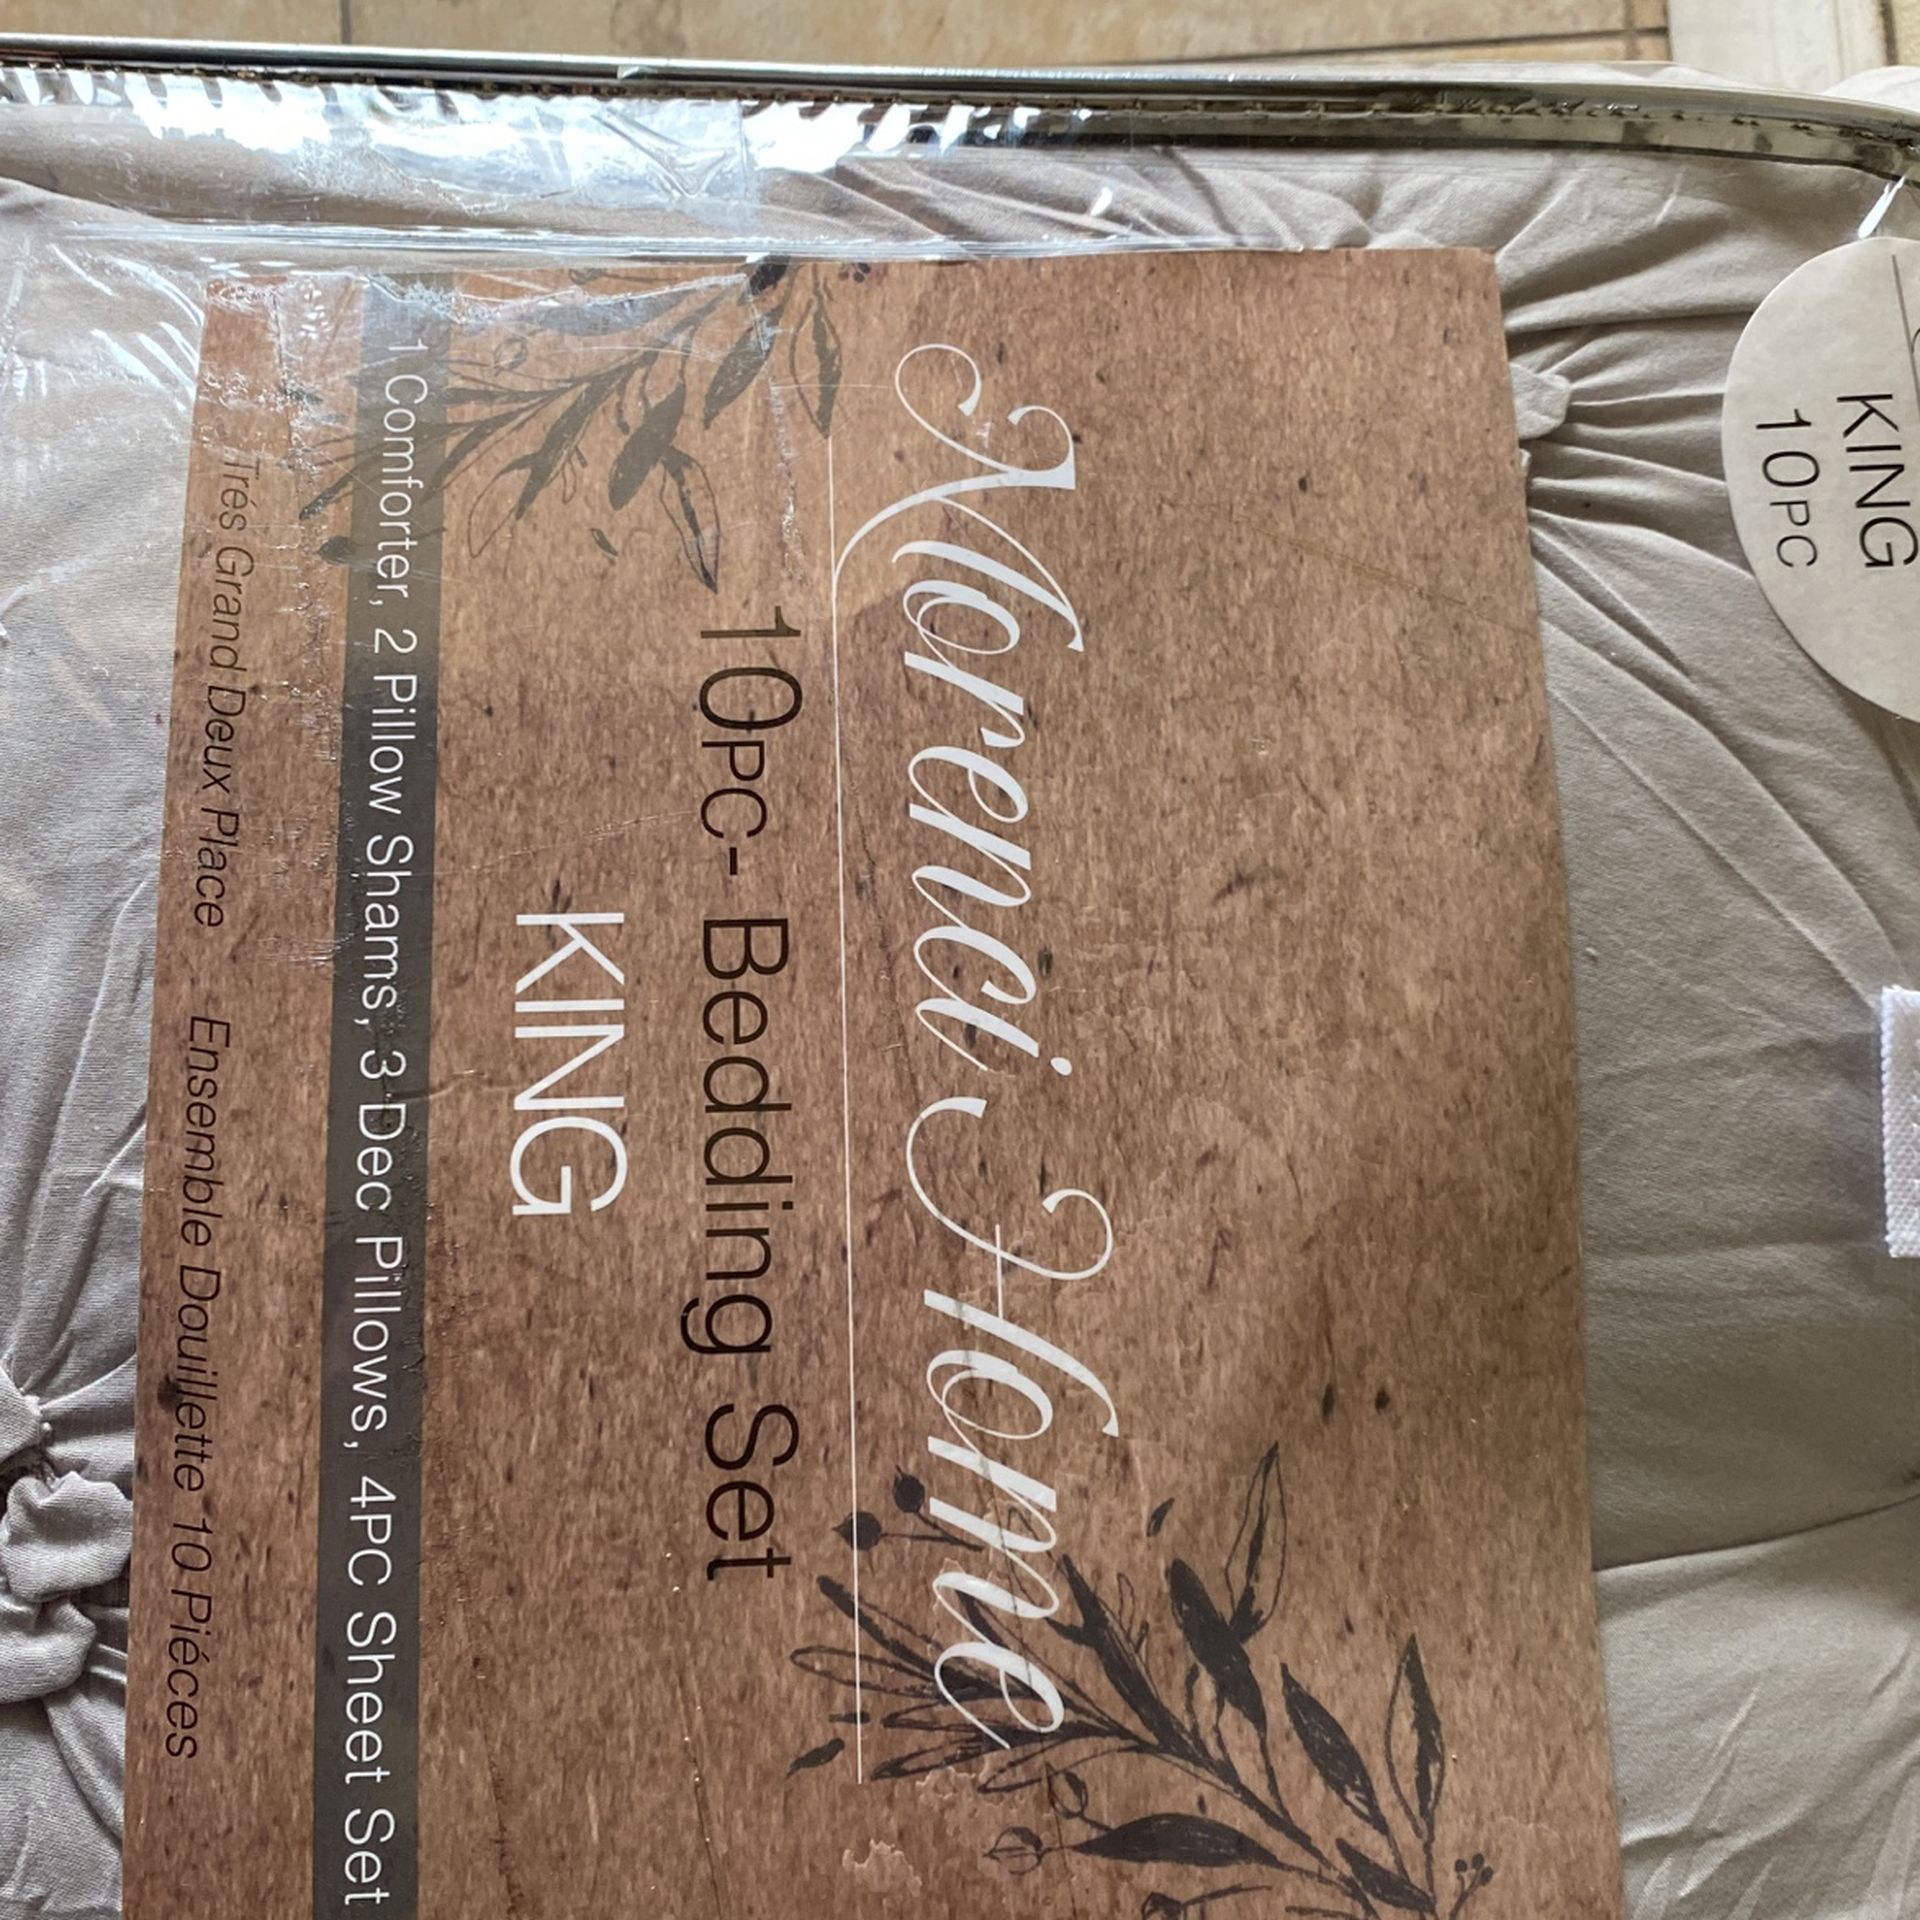 Xlorenci Home
10PC- Bedding Set
KING
1 Comforter, 2 Pillow Shams, 3 Dec Pillows, 4PC Sheet Set
Trés Grand Deux Place Ensemble Douillette 10 Piéces
KING
10PC